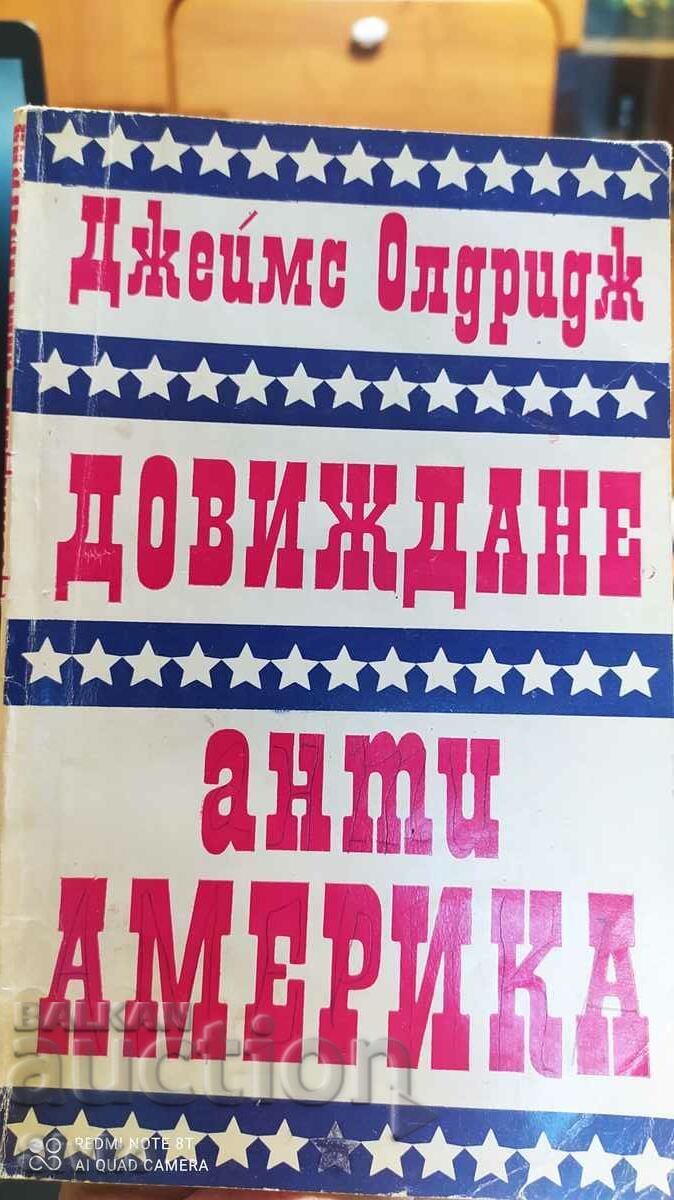 Джеймс Олдридж
ДОВИЖДАНЕ
анти
АМЕРИКА
BALKAN
auction
REDMI NOTE 8T
AI QUAD CAMERA